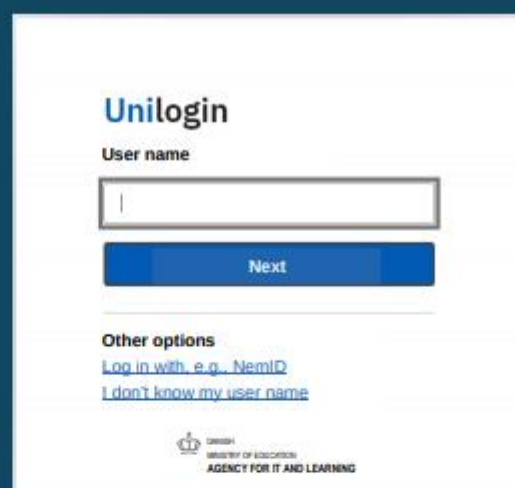 Unilogin
User name
Next
Other options
Log in with, e.g., NemID
I don't know my user name
DANISH
MINISTRY OF EDUCATION
AGENCY FOR IT AND LEARNING